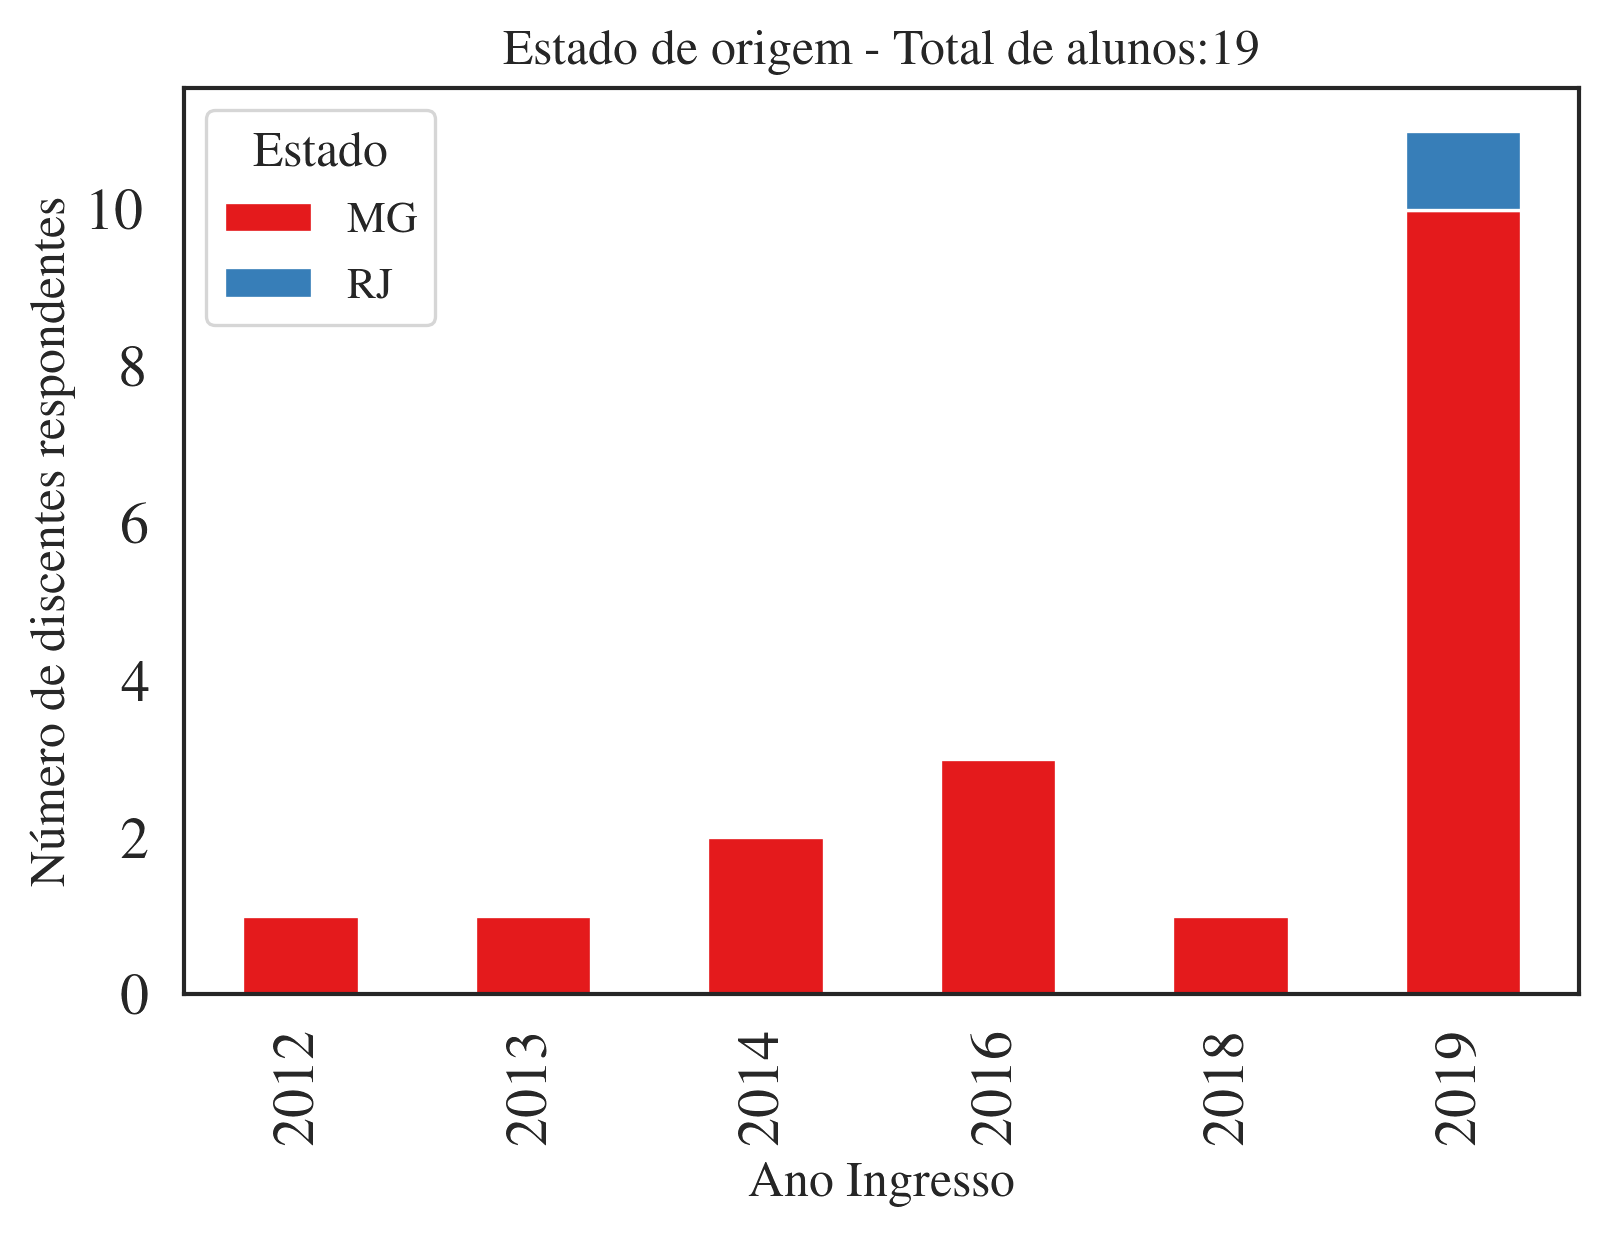 Estado de origem - Total de alunos:19
Estado
MG
RJ
Número de discentes respondentes
10
8
6
4
2
0
2012
2013
2014
2016
2018
2019
Ano Ingresso